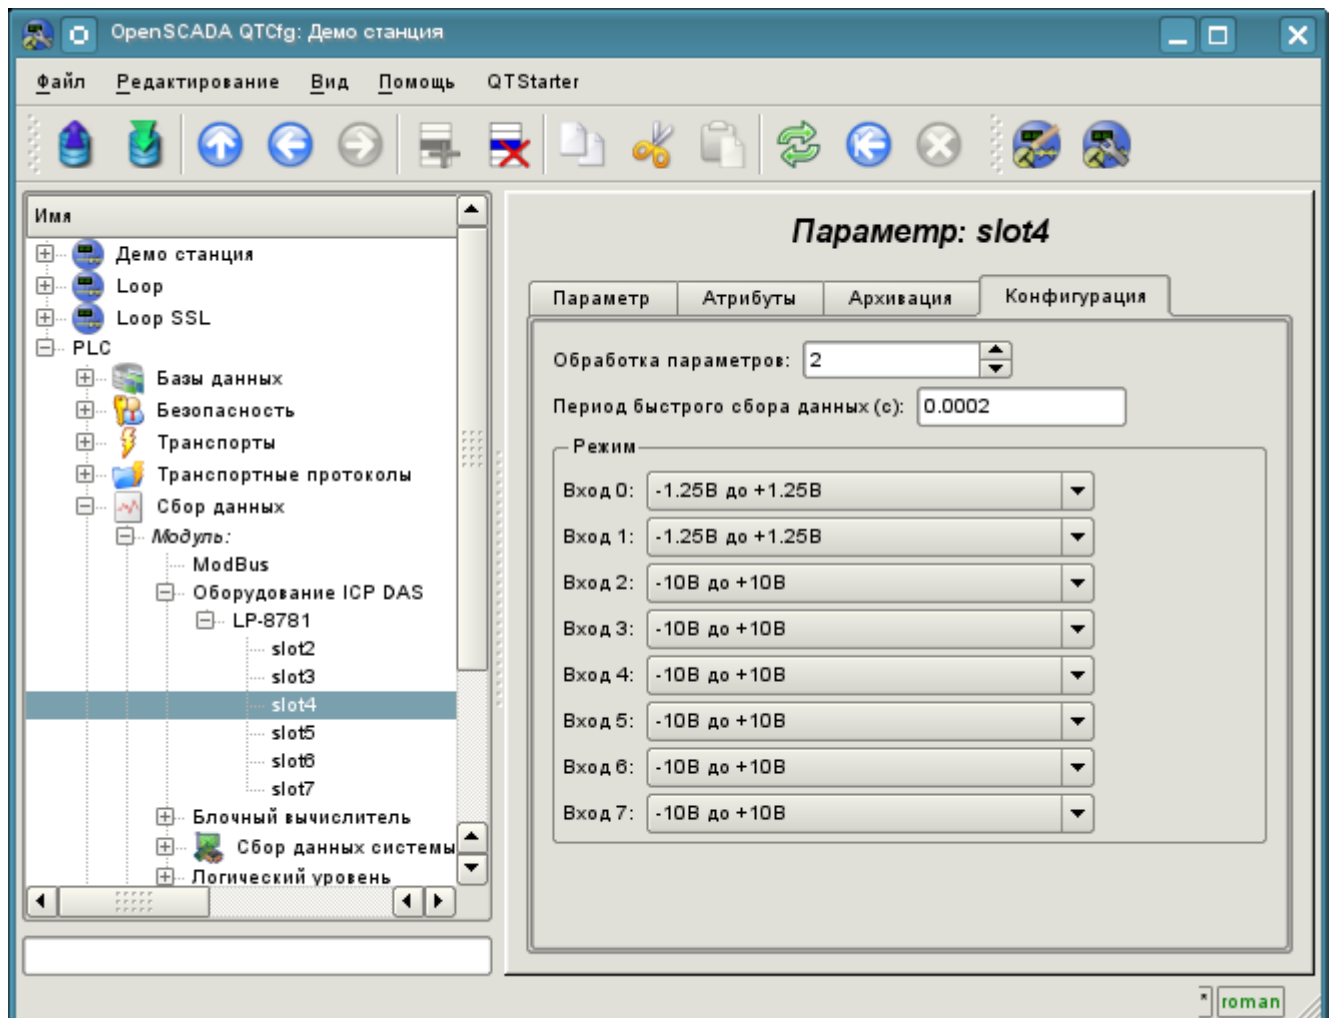 OpenSCADA QTCfg: Демо станция
Файл Редактирование Вид Помощь QTStarter
Имя
Демо станция
Loop
Loop SSL
PLC
Базы данных
Безопасность
Транспорты
Транспортные протоколы
Сбор данных
Модуль:
ModBus
Оборудование ICP DAS
LP-8781
slot2
slot3
slot4
slot5
slot6
slot7
Блочный вычислитель
Сбор данных системы
Логический уровень
Параметр: slot4
Параметр Атрибуты Архивация Конфигурация
Обработка параметров: 2
Период быстрого сбора данных (с): 0.0002
Режим
Вход 0: -1.25В до +1.25В
Вход 1: -1.25В до +1.25В
Вход 2: -10В до +10В
Вход 3: -10В до +10В
Вход 4: -10В до +10В
Вход 5: -10В до +10В
Вход 6: -10В до +10В
Вход 7: -10В до +10В
* roman